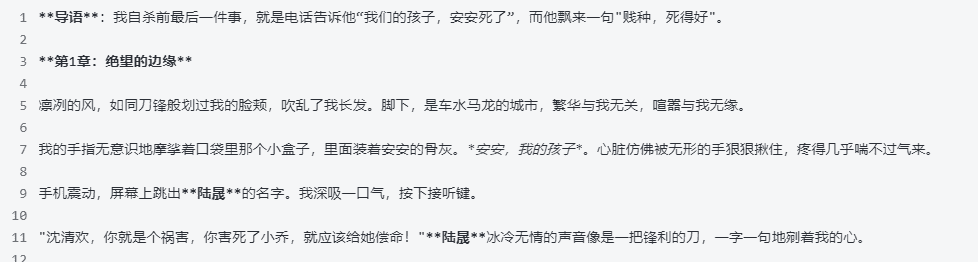 1 **导语**：我自杀前最后一件事，就是电话告诉他“我们的孩子，安安死了”，而他飘来一句"贱种，死得好"。
2
3 **第1章：绝望的边缘**
4
5 凛冽的风，如同刀锋般划过我的脸颊，吹乱了我长发。脚下，是车水马龙的城市，繁华与我无关，喧嚣与我无缘。
6
7 我的手指无意识地摩挲着口袋里那个小盒子，里面装着安安的骨灰。*安安，我的孩子*。心脏仿佛被无形的手狠狠揪住，疼得几乎喘不过气来。
8
9 手机震动，屏幕上跳出**陆晟**的名字。我深吸一口气，按下接听键。
10
11 "沈清欢，你就是个祸害，你害死了小乔，就应该给她偿命！"**陆晟**冰冷无情的声音像是一把锋利的刀，一字一句地剜着我的心。
12